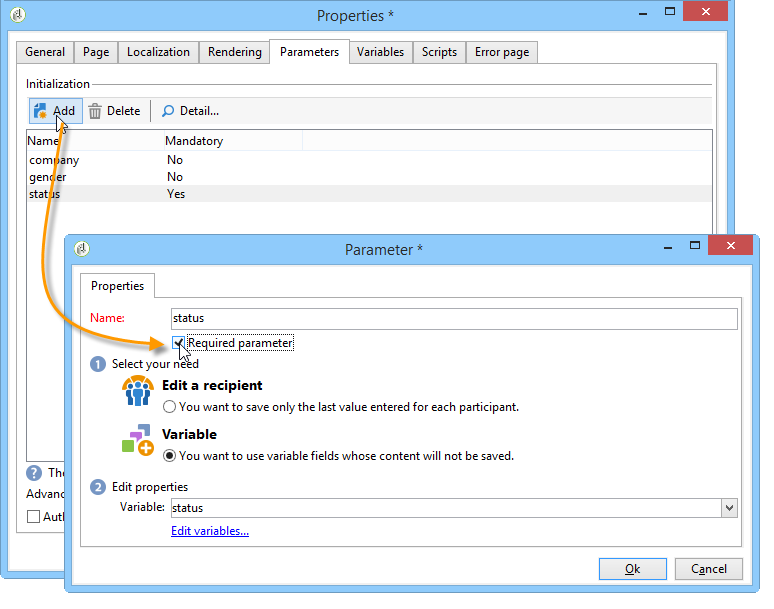 Properties *
General Page Localization Rendering Parameters Variables Scripts Error page
Initialization
Add Delete Detail...
Name Mandatory
company No
gender No
status Yes
Parameter *
Properties
Name: status
Required parameter
1 Select your need
Edit a recipient
You want to save only the last value entered for each participant.
Variable
You want to use variable fields whose content will not be saved.
2 Edit properties
Variable: status
Edit variables...
Ok Cancel
? The
Advanc
Auth